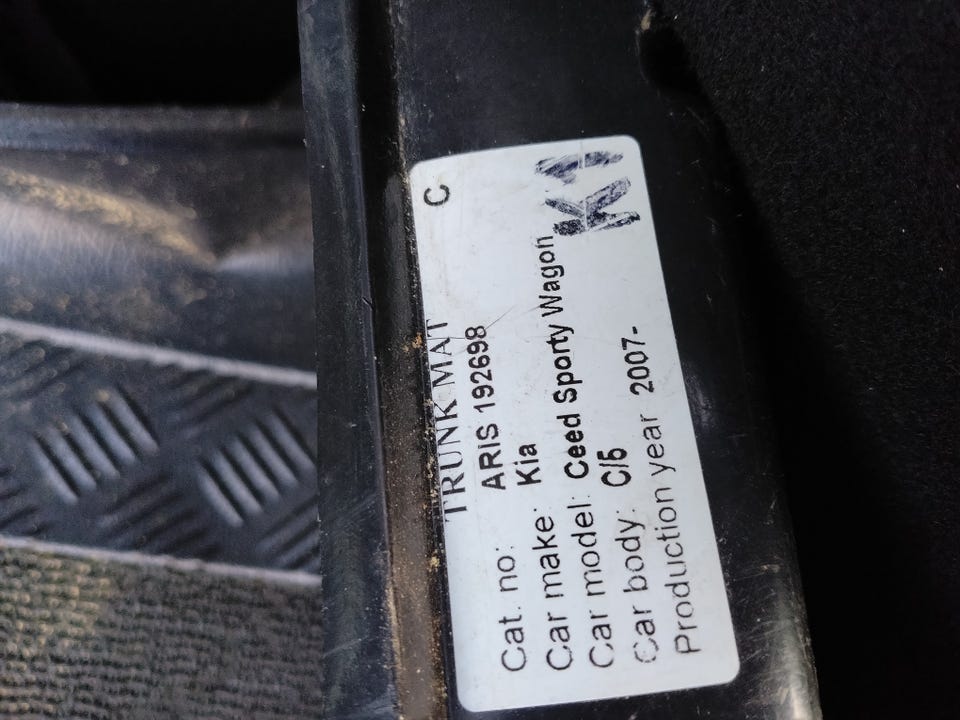 C
TRUNK MAT
Cat. no: ARIS 192698
Car make: Kia
Car model: Ceed Sporty Wagon
Car body: C/5
Production year 2007-
K1